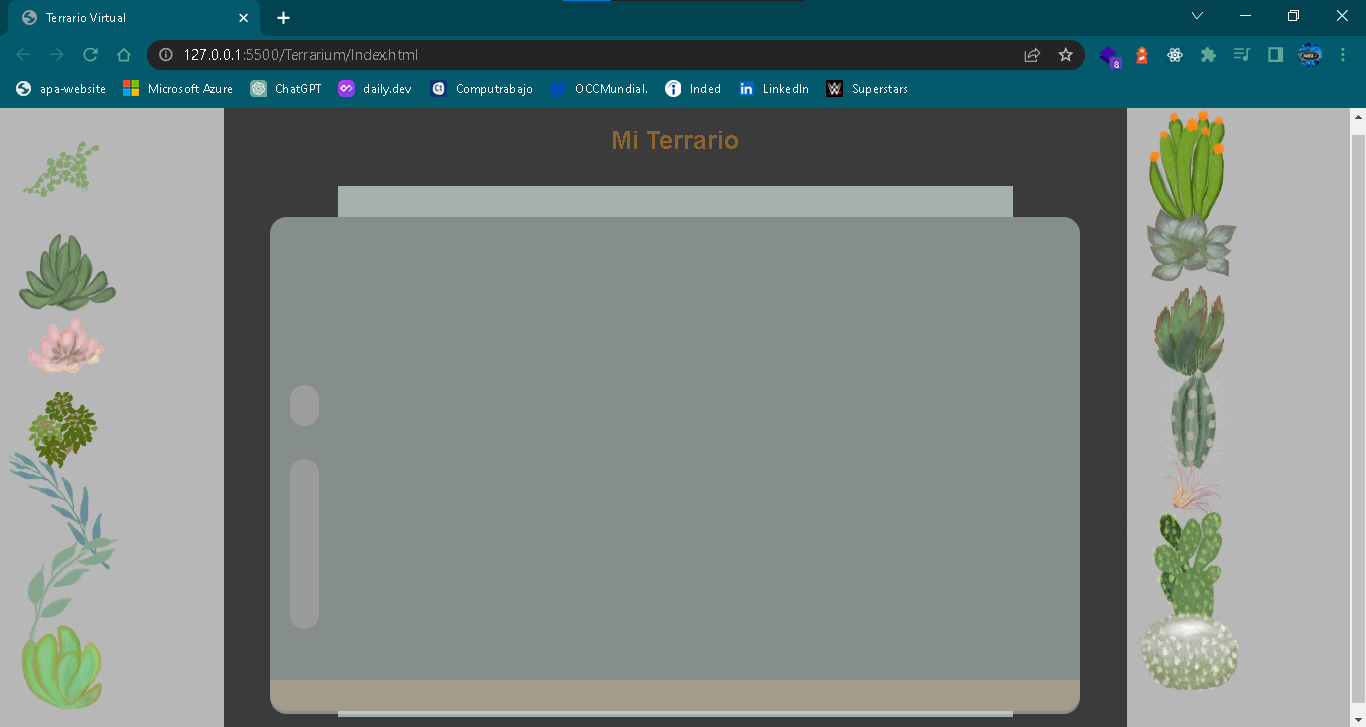 Terrario Virtual
127.0.0.1:5500/Terrarium/Index.html
8
apa-website Microsoft Azure ChatGPT daily.dev Computrabajo OCCMundial. Inded LinkedIn Superstars
Mi Terrario